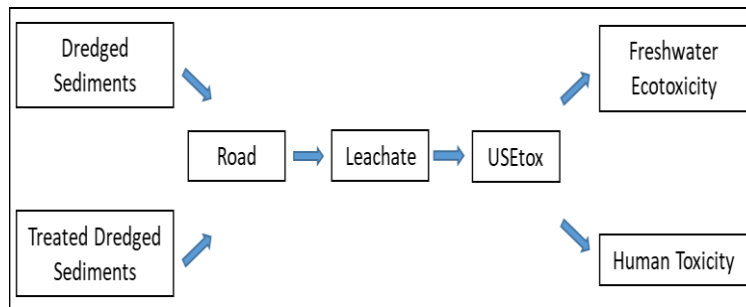 Dredged
Sediments
Freshwater
Ecotoxicity
Road
Leachate
USEtox
Treated Dredged
Sediments
Human Toxicity